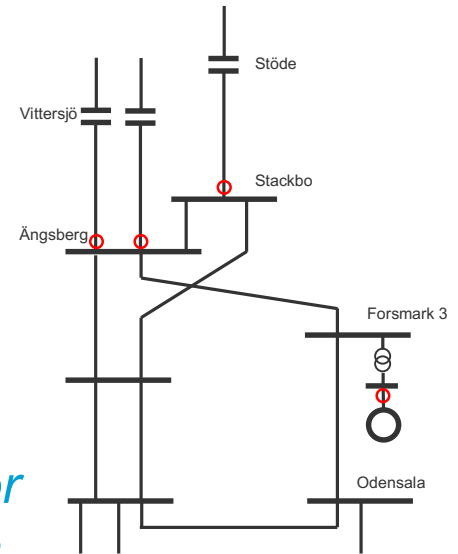 Stöde
Vittersjö
Stackbo
Ängsberg
Forsmark 3
Odensala